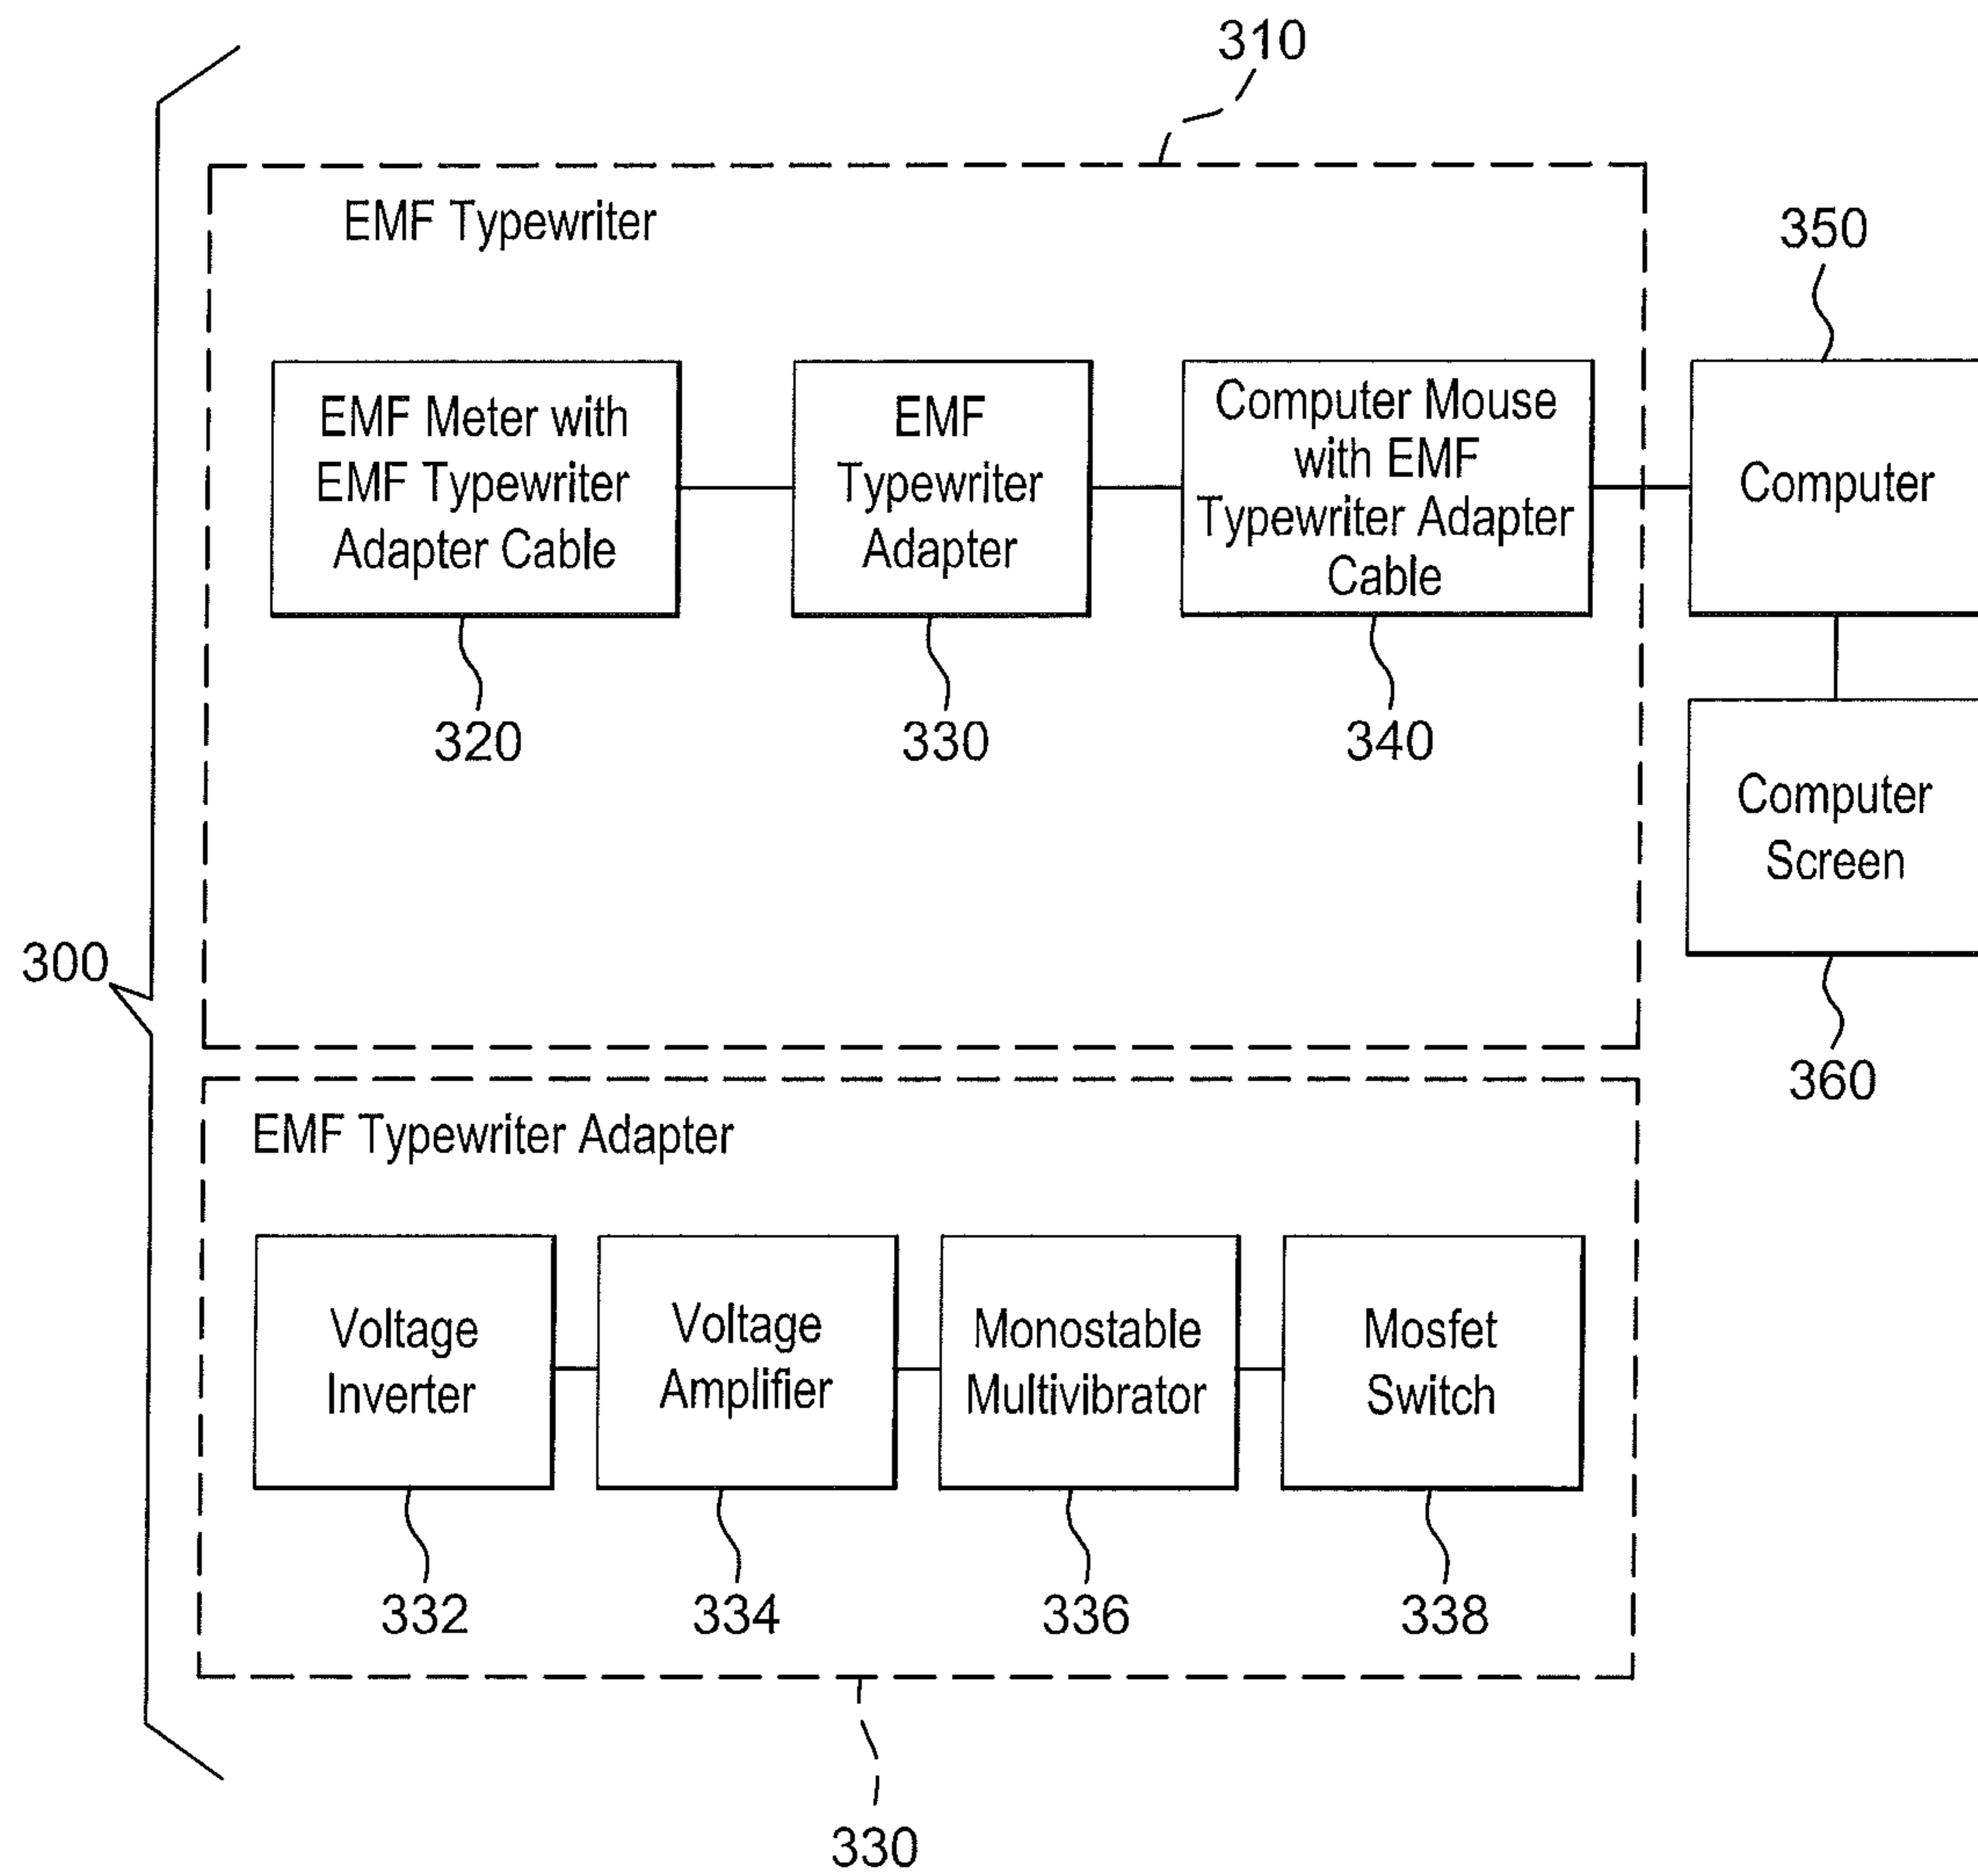 310
EMF Typewriter
350
EMF Meter with
EMF Typewriter
Adapter Cable
EMF
Typewriter
Adapter
Computer Mouse
with EMF
Typewriter Adapter
Cable
Computer
320
330
340
Computer
Screen
300
360
EMF Typewriter Adapter
Voltage
Inverter
Voltage
Amplifier
Monostable
Multivibrator
Mosfet
Switch
332
334
336
338
330